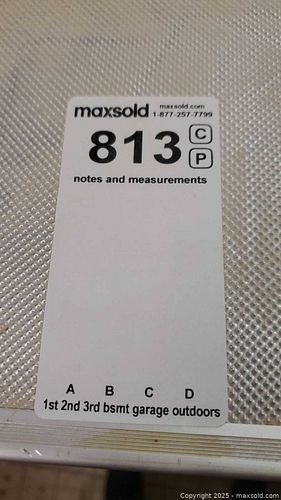 maxsold maxsold.com
1-877-257-7799
813 C
P
notes and measurements
A B C D
1st 2nd 3rd bsmt garage outdoors
Copyright 2025 - maxsold.com